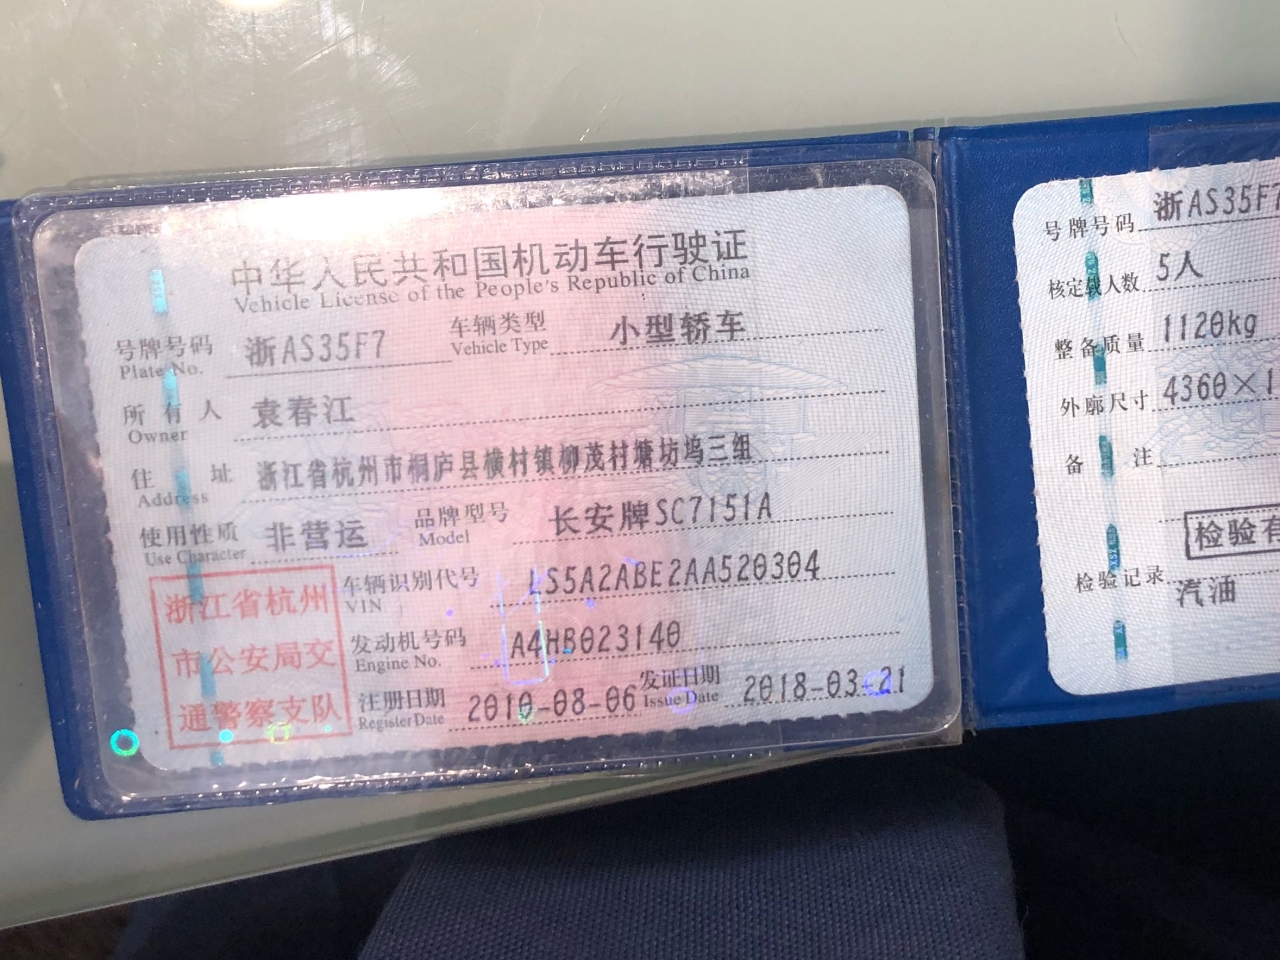 中华人民共和国机动车行驶证
Vehicle License of the People's Republic of China
号牌号码 浙AS35F7 车辆类型 小型轿车
Plate No. Vehicle Type
所有人 袁春江
Owner
住址 浙江省杭州市桐庐县横村镇柳茂村塘坊坞三组
Address
使用性质 非营运 品牌型号 长安牌SC7151A
Use Character Model
浙江省杭州
市公安局交
通警察支队
车辆识别代号 LS5A2ABE2AA520304
VIN
发动机号码 A4HB023140
Engine No.
注册日期 2010-08-06 发证日期 2018-03-21
Register Date Issue Date
号牌号码 浙AS35F7
核定载人数 5人
整备质量 1120kg
外廓尺寸 4360×1
备注
检验有
检验记录
汽油